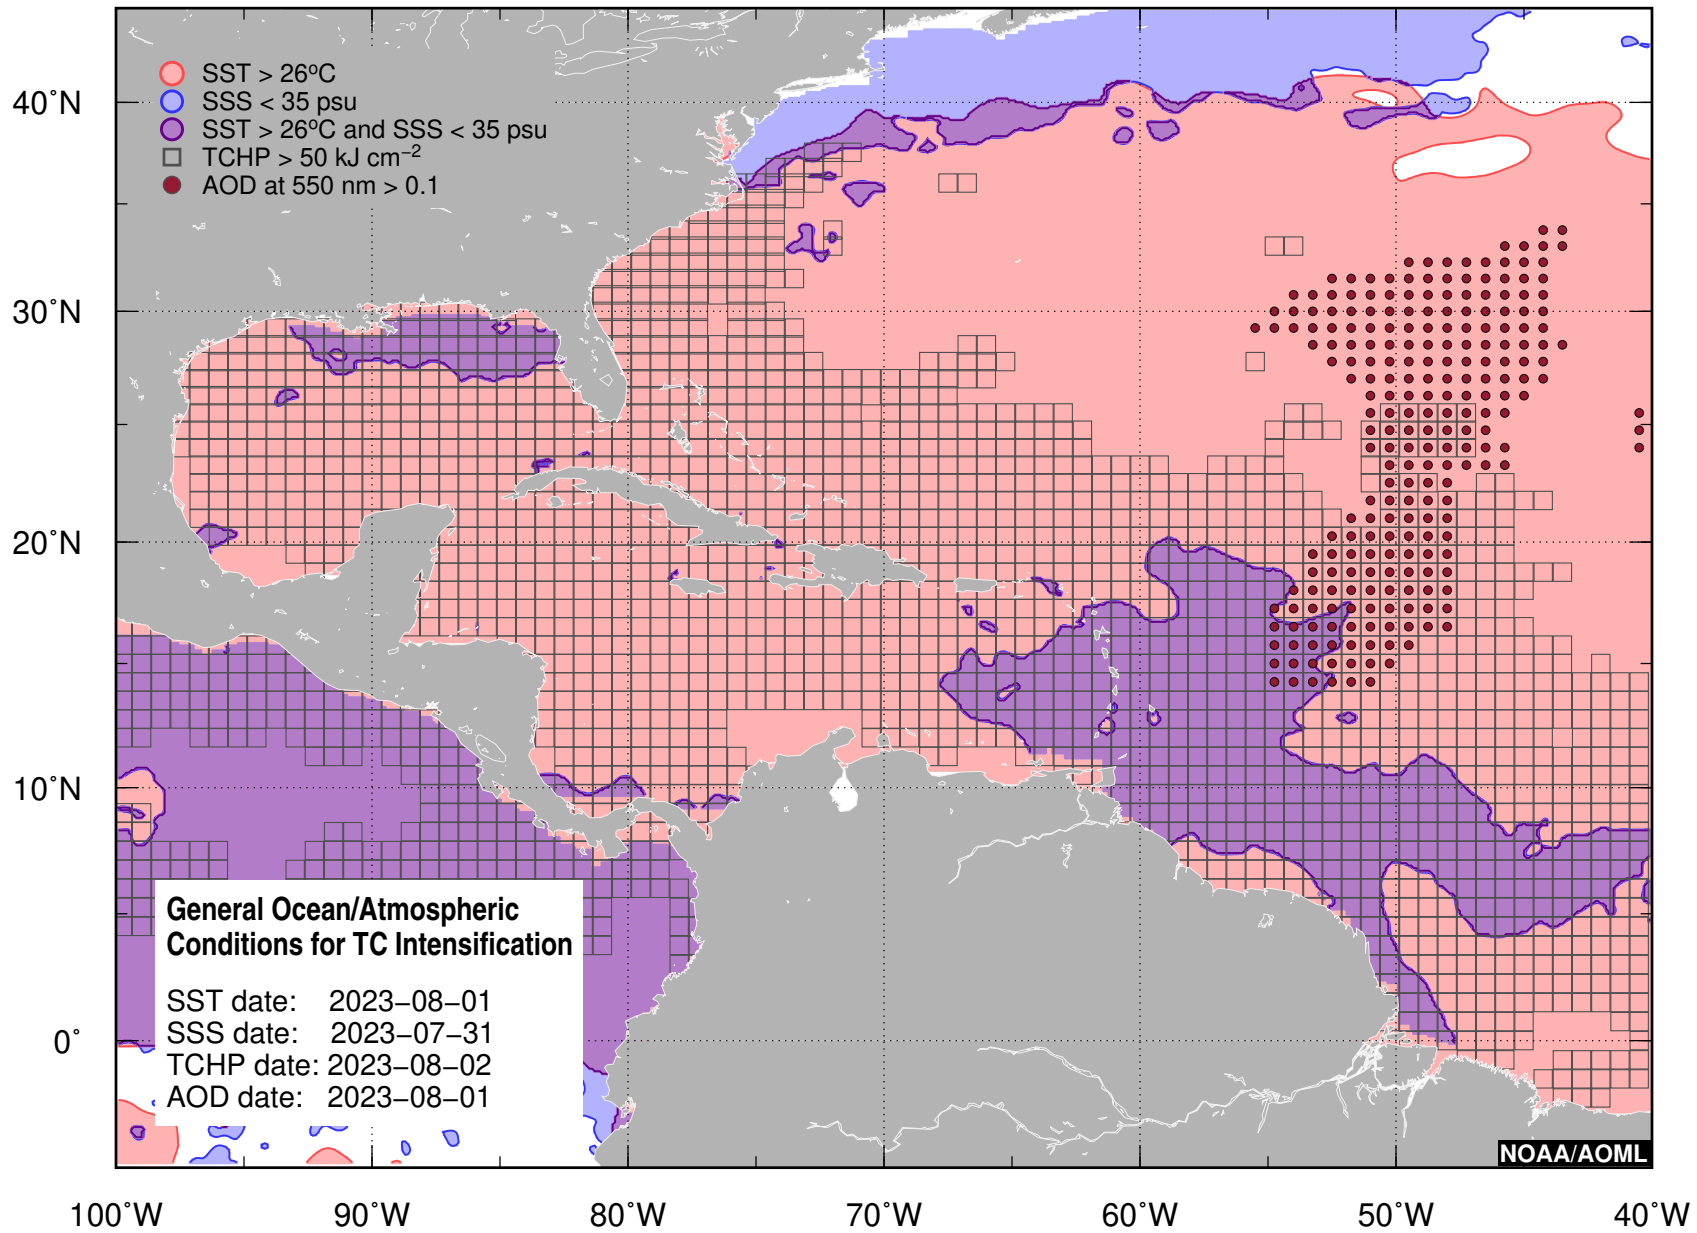 SST > 26°C
SSS < 35 psu
SST > 26°C and SSS < 35 psu
TCHP > 50 kJ cm⁻²
AOD at 550 nm > 0.1
40°N
30°N
20°N
10°N
0°
General Ocean/Atmospheric
Conditions for TC Intensification
SST date: 2023−08−01
SSS date: 2023−07−31
TCHP date: 2023−08−02
AOD date: 2023−08−01
NOAA/AOML
100°W 90°W 80°W 70°W 60°W 50°W 40°W